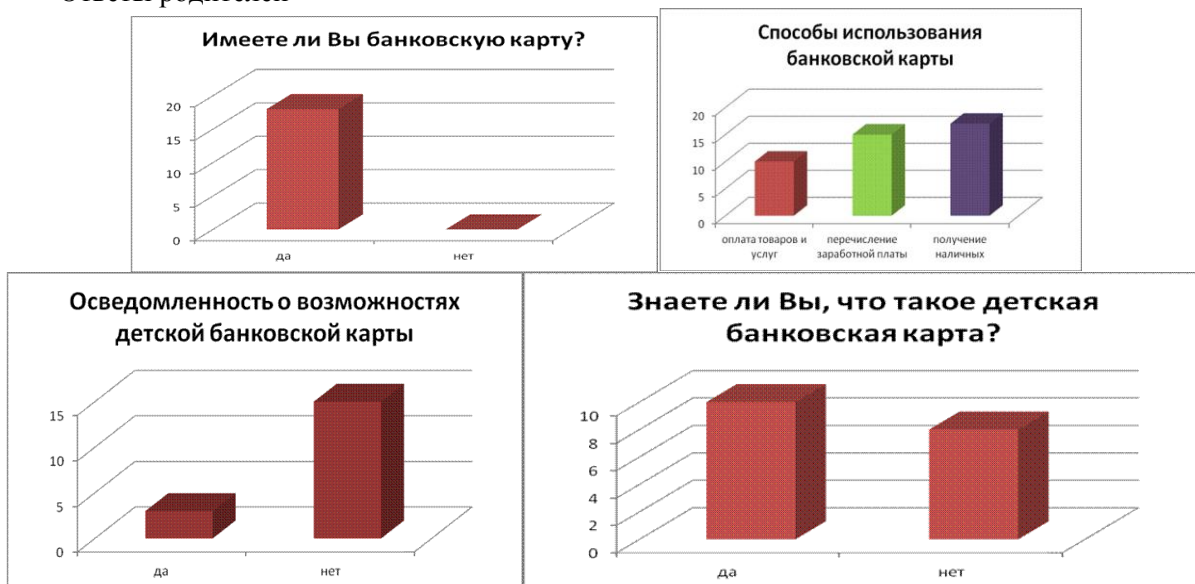 Ответы родителей
Имеете ли Вы банковскую карту?
20
15
10
5
0
да
нет
Способы использования
банковской карты
20
15
10
5
0
оплата товаров и
услуг
перечисление
заработной платы
получение
наличных
Осведомленность о возможностях
детской банковской карты
15
10
5
0
да
нет
Знаете ли Вы, что такое детская
банковская карта?
10
8
6
4
2
0
да
нет